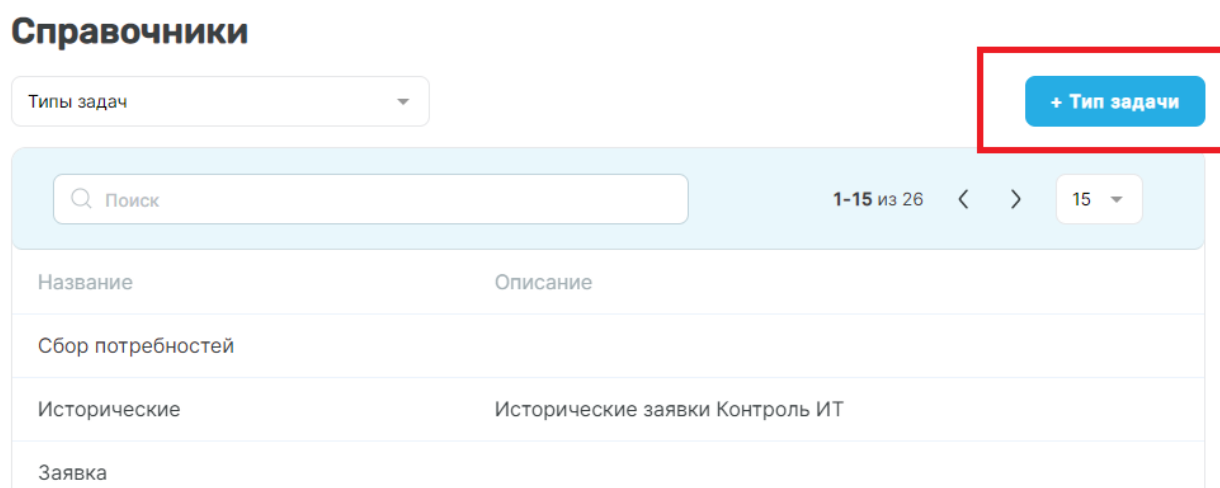 Справочники
Типы задач
+ Тип задачи
Поиск
1-15 из 26
15
Название Описание
Сбор потребностей
Исторические Исторические заявки Контроль ИТ
Заявка